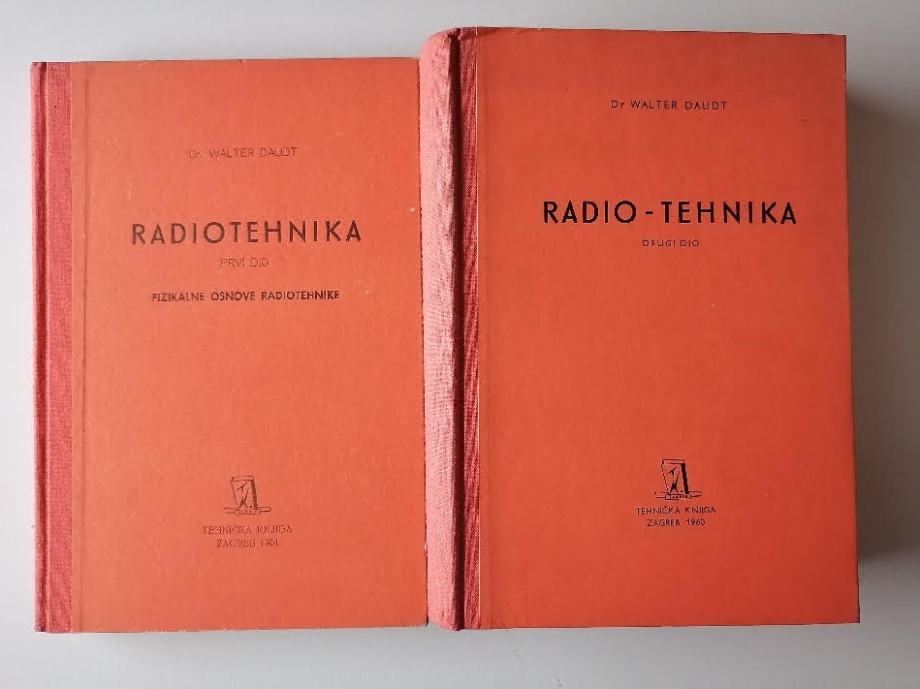 Dr. WALTER DAUDT
RADIOTEHNIKA
PRVI DIO
FIZIKALNE OSNOVE RADIOTEHNIKE
TEHNIČKA KNJIGA
ZAGREB 1961
Dr WALTER DAUDT
RADIO-TEHNIKA
DRUGI DIO
TEHNIČKA KNJIGA
ZAGREB 1960